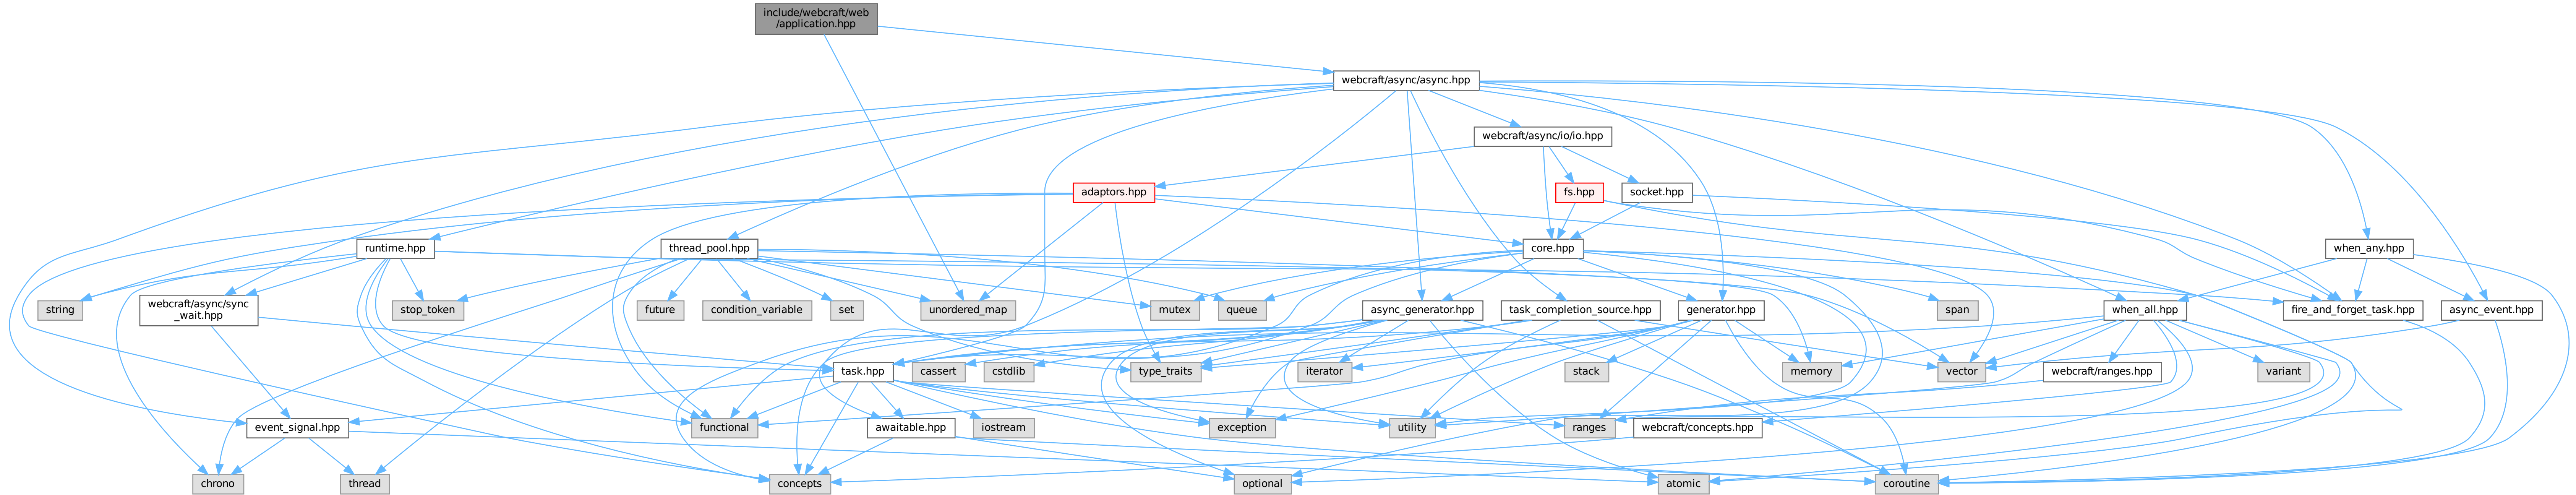 include/webcraft/web
/application.hpp
webcraft/async/async.hpp
webcraft/async/io/io.hpp
adaptors.hpp
fs.hpp
socket.hpp
runtime.hpp
thread_pool.hpp
core.hpp
when_any.hpp
string
webcraft/async/sync
_wait.hpp
stop_token
future
condition_variable
set
unordered_map
mutex
queue
async_generator.hpp
task_completion_source.hpp
generator.hpp
span
when_all.hpp
fire_and_forget_task.hpp
async_event.hpp
task.hpp
cassert
cstdlib
type_traits
iterator
stack
memory
vector
webcraft/ranges.hpp
variant
event_signal.hpp
functional
awaitable.hpp
iostream
exception
utility
ranges
webcraft/concepts.hpp
chrono
thread
concepts
optional
atomic
coroutine